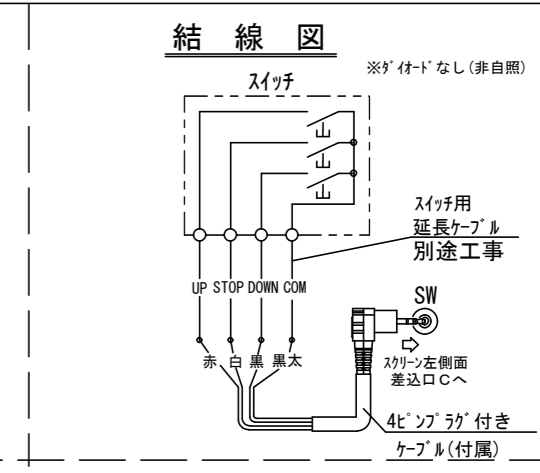 結線図
※ﾀﾞｲｵｰﾄﾞなし(非自照)
ｽｲｯﾁ
ｽｲｯﾁ用
延長ｹｰﾌﾞﾙ
別途工事
UP STOP DOWN COM
SW
赤 白 黒 黒太
ｽｸﾘｰﾝ左側面
差込口Cへ
4ﾋﾟﾝﾌﾟﾗｸﾞ付き
ｹｰﾌﾞﾙ(付属)